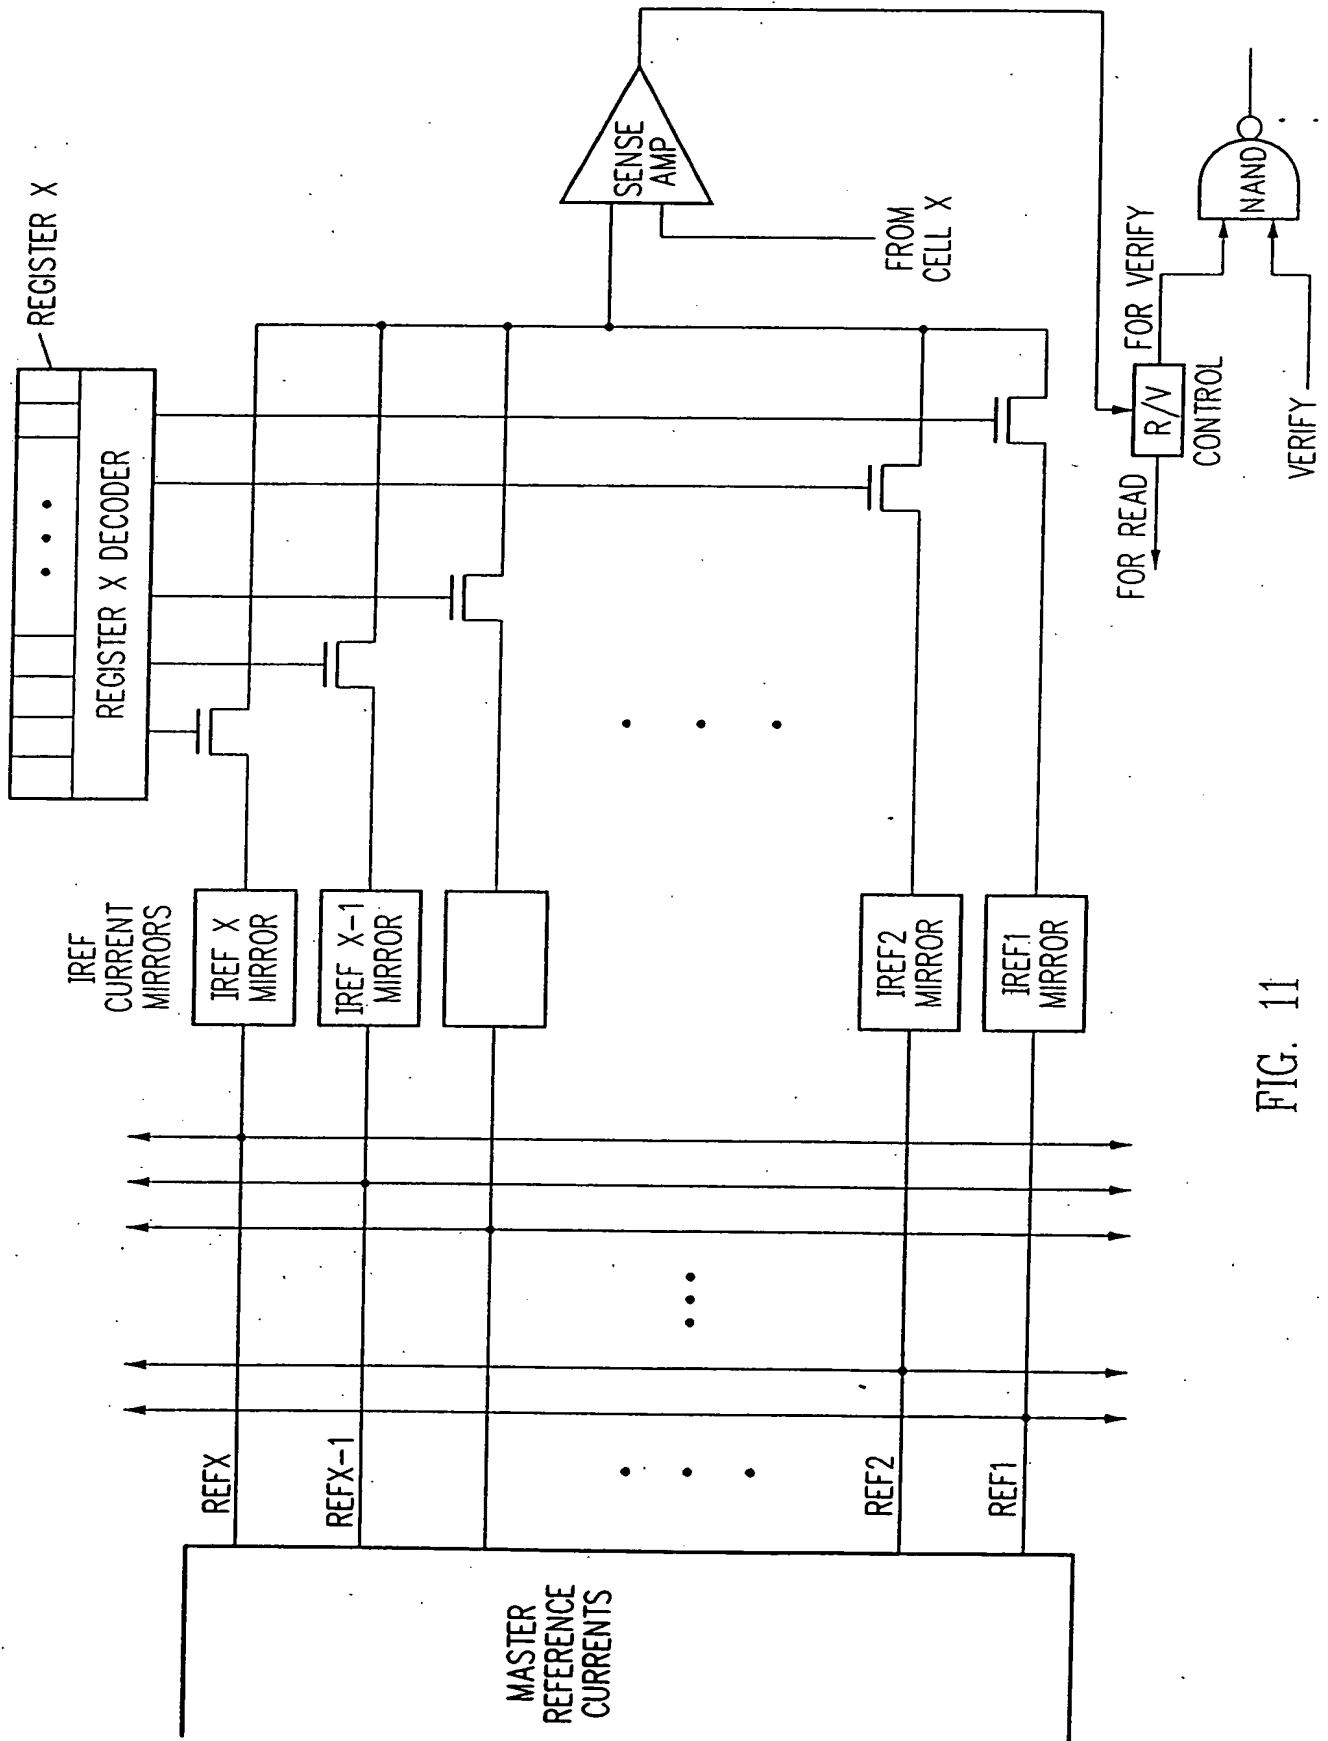 REGISTER X
REGISTER X DECODER
IREF
CURRENT
MIRRORS
IREF X
MIRROR
IREF X-1
MIRROR
IREF2
MIRROR
IREF1
MIRROR
REFX
REFX-1
REF2
REF1
MASTER
REFERENCE
CURRENTS
SENSE
AMP
FROM
CELL X
FOR READ
R/V
CONTROL
FOR VERIFY
VERIFY
NAND
FIG. 11